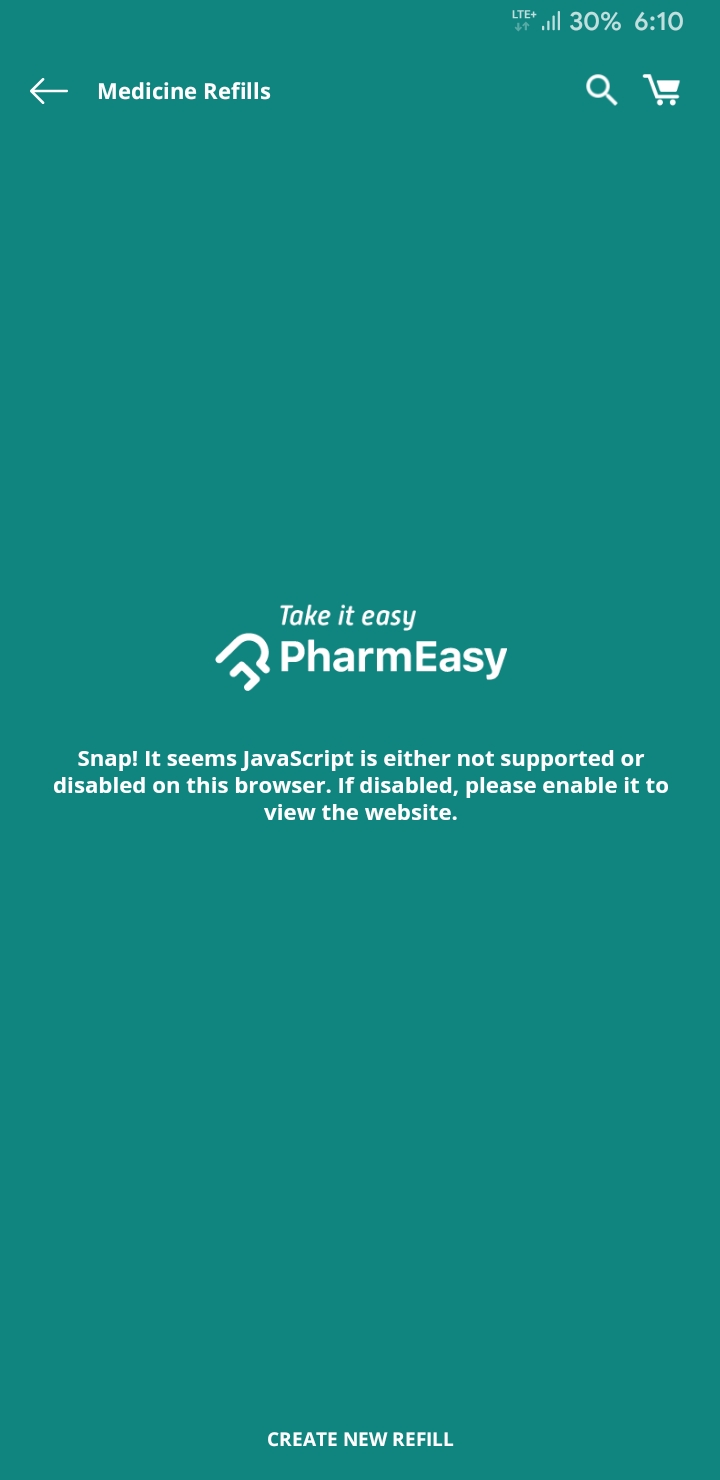 LTE+ 30% 6:10
Medicine Refills
Take it easy
PharmEasy
Snap! It seems JavaScript is either not supported or
disabled on this browser. If disabled, please enable it to
view the website.
CREATE NEW REFILL